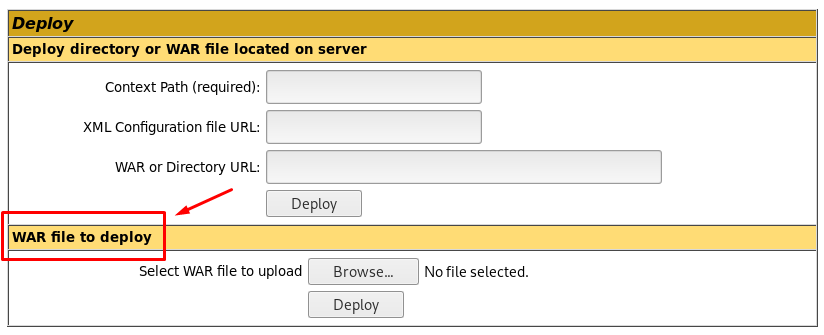 Deploy
Deploy directory or WAR file located on server
Context Path (required):
XML Configuration file URL:
WAR or Directory URL:
Deploy
WAR file to deploy
Select WAR file to upload Browse... No file selected.
Deploy